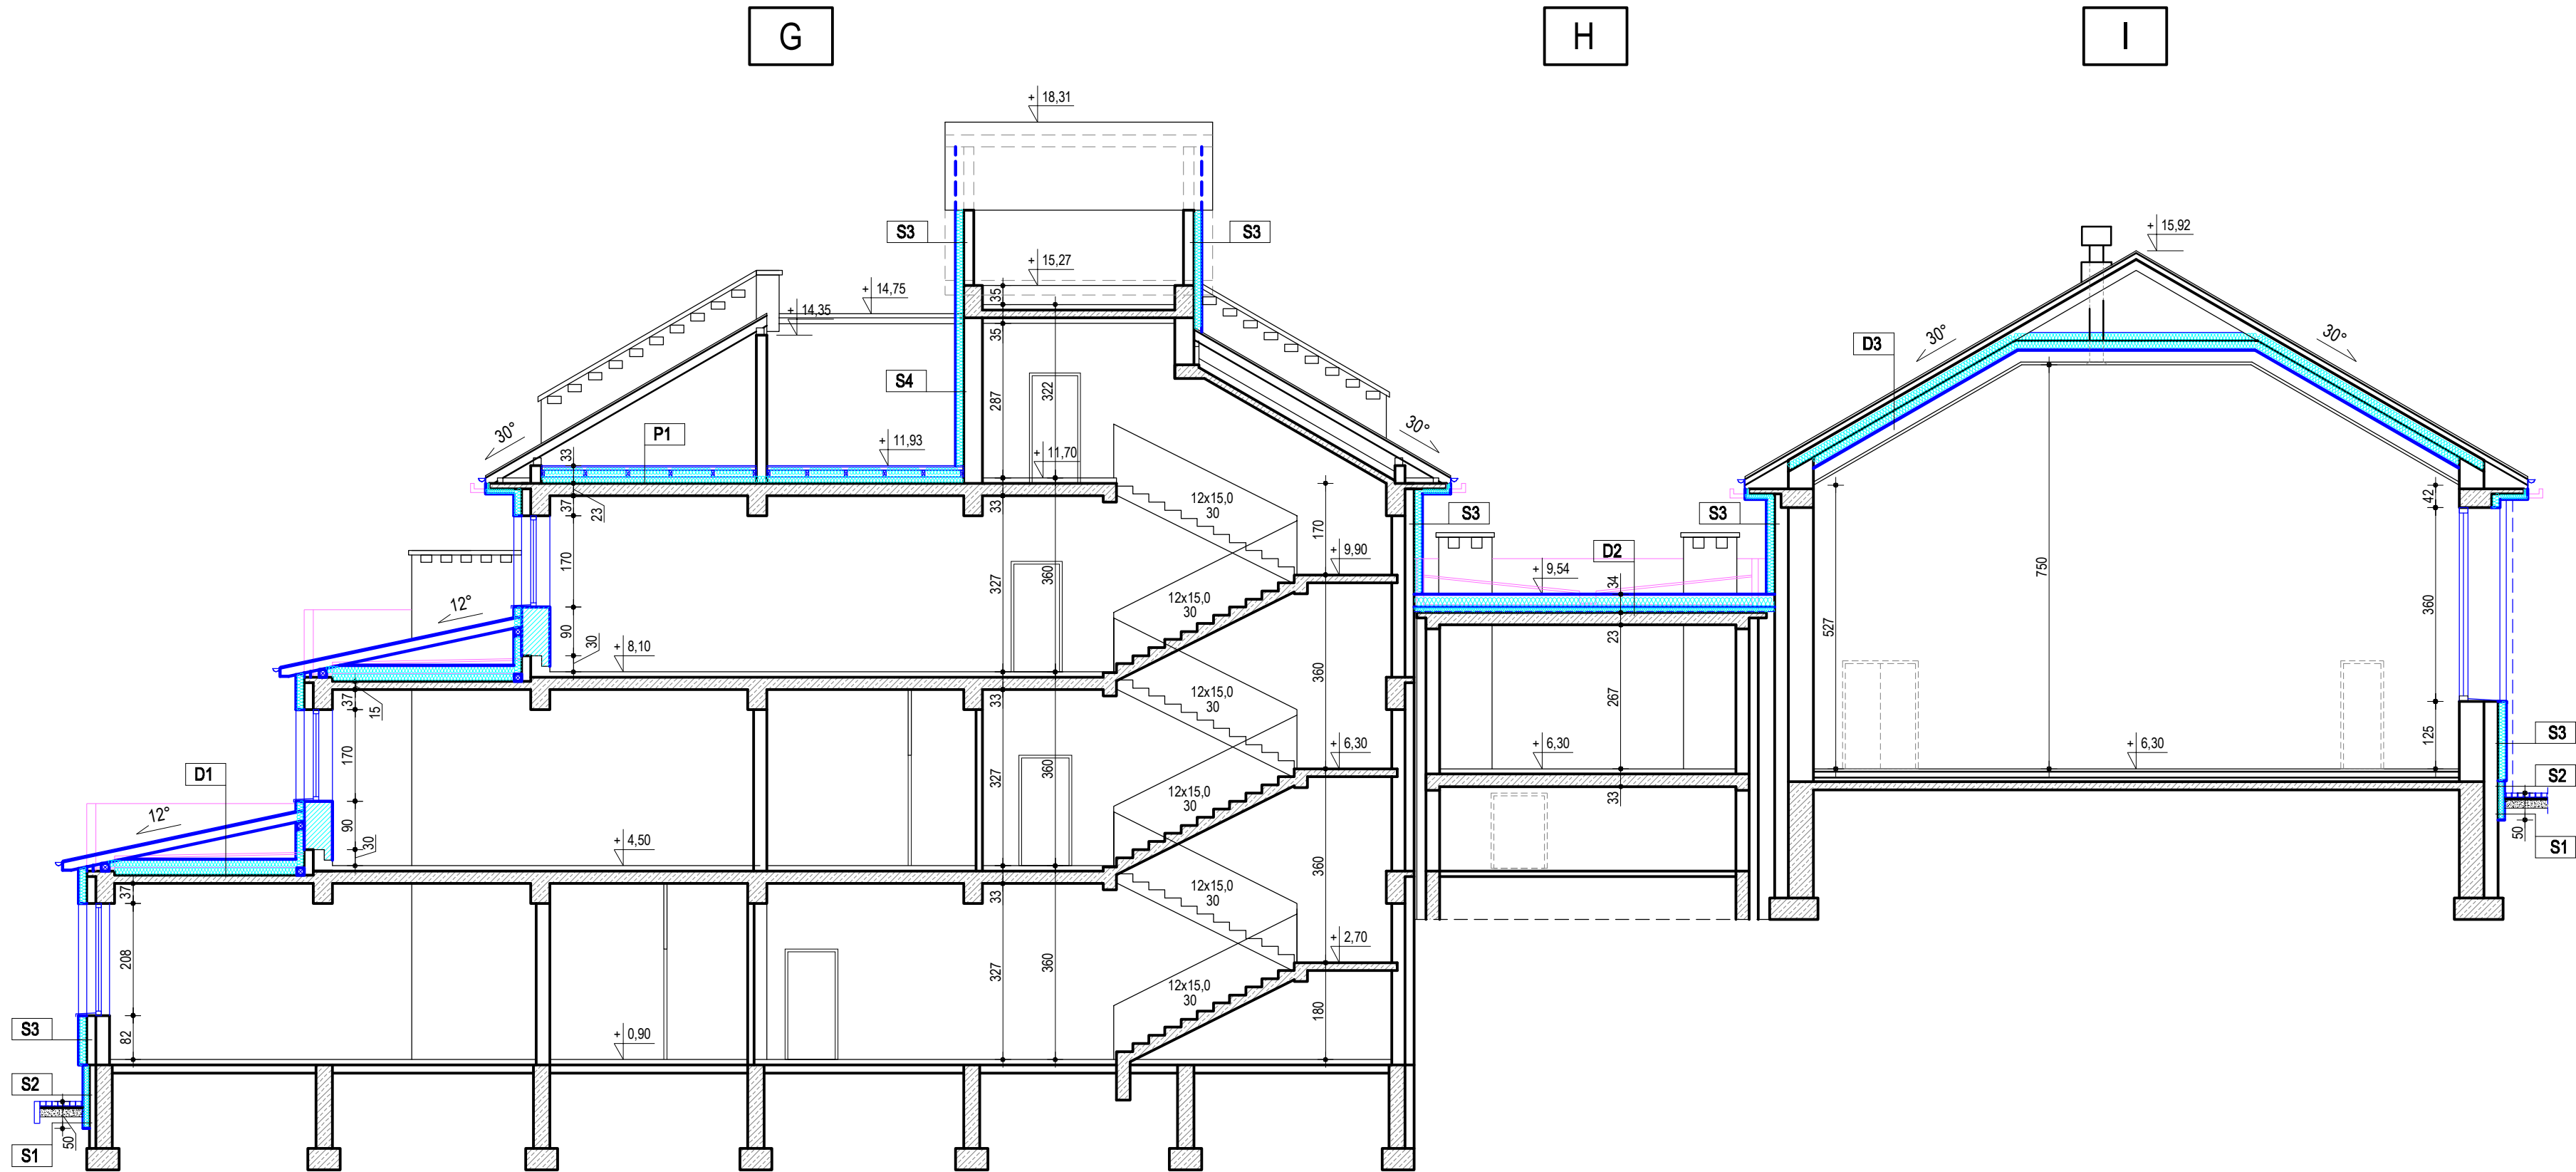 G
H
I
+ 18,31
S3
S3
+ 15,92
+ 15,27
35
+ 14,75
+ 14,35
35
30°
30°
D3
S4
287
322
P1
30°
30°
+ 11,93
33
+ 11,70
23
37
33
12x15,0
30
170
S3
S3
42
+ 9,90
D2
+ 9,54
34
170
327
360
750
12°
12x15,0
30
360
527
90
30
+ 8,10
23
360
267
37
15
33
12x15,0
30
170
327
360
+ 6,30
+ 6,30
+ 6,30
125
S3
D1
S2
12x15,0
30
33
50
12°
90
30
+ 4,50
S1
360
37
33
12x15,0
30
208
327
360
+ 2,70
12x15,0
30
180
S3
82
+ 0,90
S2
50
S1